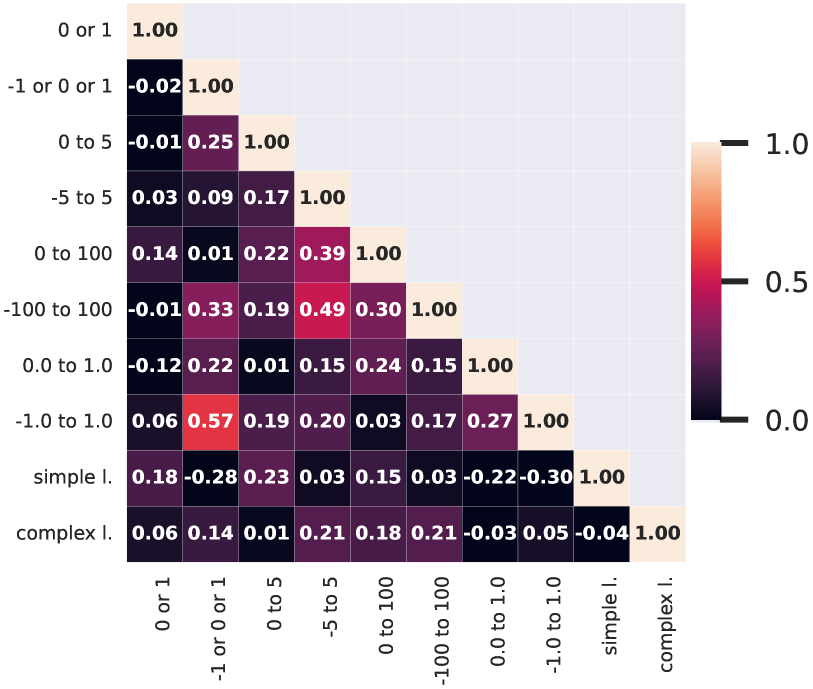 0 or 1 1.00
-1 or 0 or 1 -0.02 1.00
0 to 5 -0.01 0.25 1.00
-5 to 5 0.03 0.09 0.17 1.00
0 to 100 0.14 0.01 0.22 0.39 1.00
-100 to 100 -0.01 0.33 0.19 0.49 0.30 1.00
0.0 to 1.0 -0.12 0.22 0.01 0.15 0.24 0.15 1.00
-1.0 to 1.0 0.06 0.57 0.19 0.20 0.03 0.17 0.27 1.00
simple l. 0.18 -0.28 0.23 0.03 0.15 0.03 -0.22 -0.30 1.00
complex l. 0.06 0.14 0.01 0.21 0.18 0.21 -0.03 0.05 -0.04 1.00
0 or 1
-1 or 0 or 1
0 to 5
-5 to 5
0 to 100
-100 to 100
0.0 to 1.0
-1.0 to 1.0
simple l.
complex l.
1.0
0.5
0.0